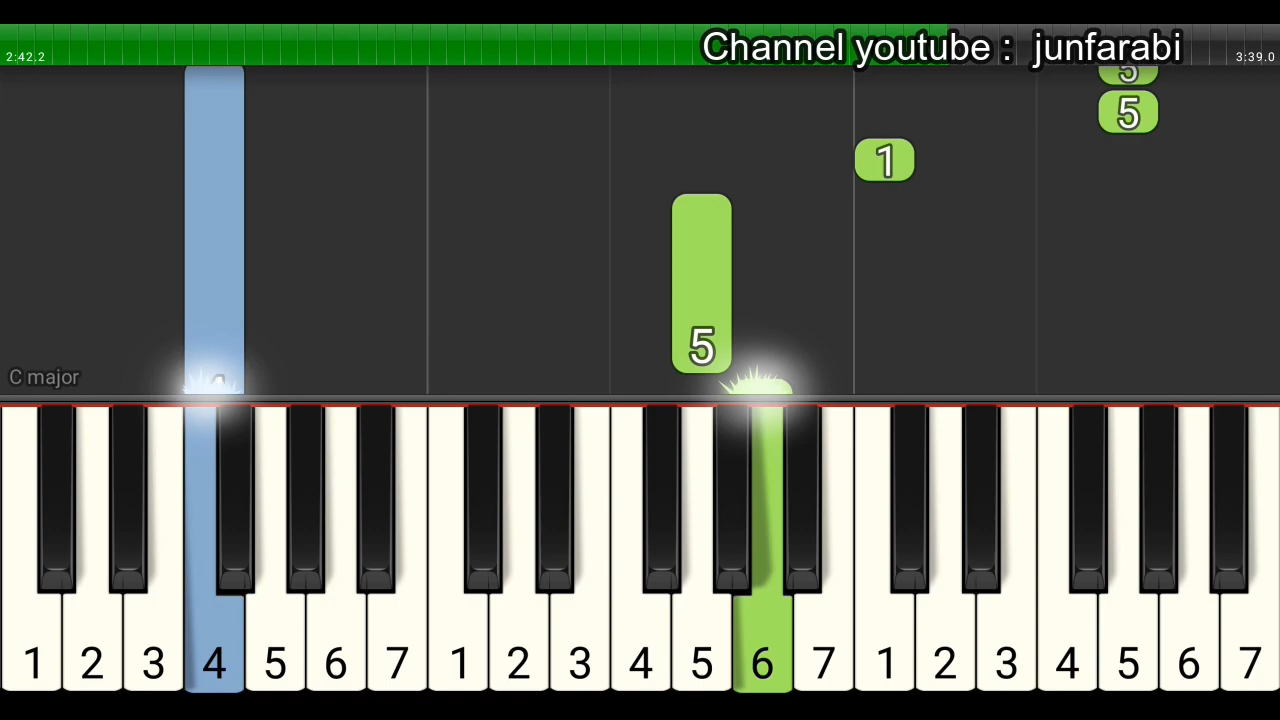 Channel youtube : junfarabi
2:42.2
3:39.0
5
5
1
5
C major
1 2 3 4 5 6 7 1 2 3 4 5 6 7 1 2 3 4 5 6 7